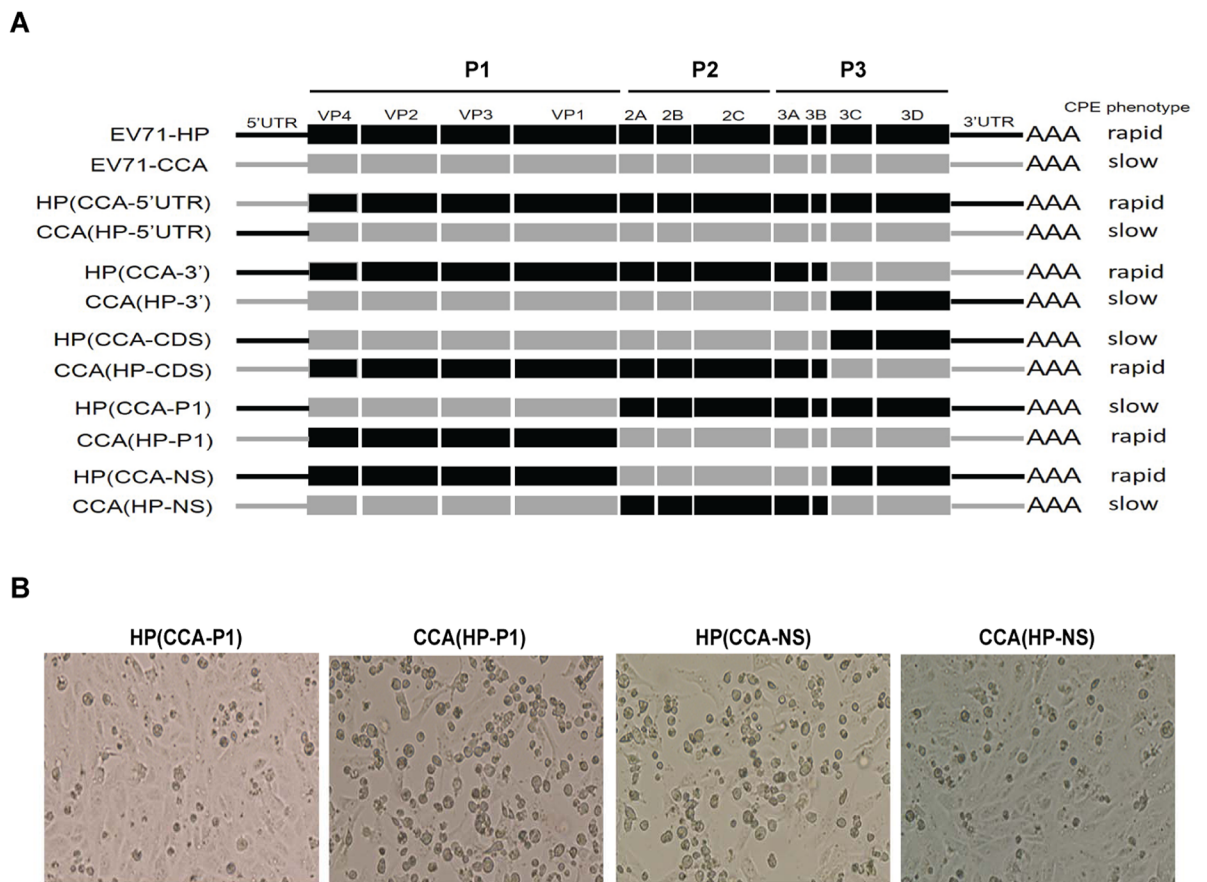 A
P1 P2 P3
5'UTR VP4 VP2 VP3 VP1 2A 2B 2C 3A 3B 3C 3D 3'UTR CPE phenotype
EV71-HP AAA rapid
EV71-CCA AAA slow
HP(CCA-5'UTR) AAA rapid
CCA(HP-5'UTR) AAA slow
HP(CCA-3') AAA rapid
CCA(HP-3') AAA slow
HP(CCA-CDS) AAA slow
CCA(HP-CDS) AAA rapid
HP(CCA-P1) AAA slow
CCA(HP-P1) AAA rapid
HP(CCA-NS) AAA rapid
CCA(HP-NS) AAA slow
B
HP(CCA-P1) CCA(HP-P1) HP(CCA-NS) CCA(HP-NS)